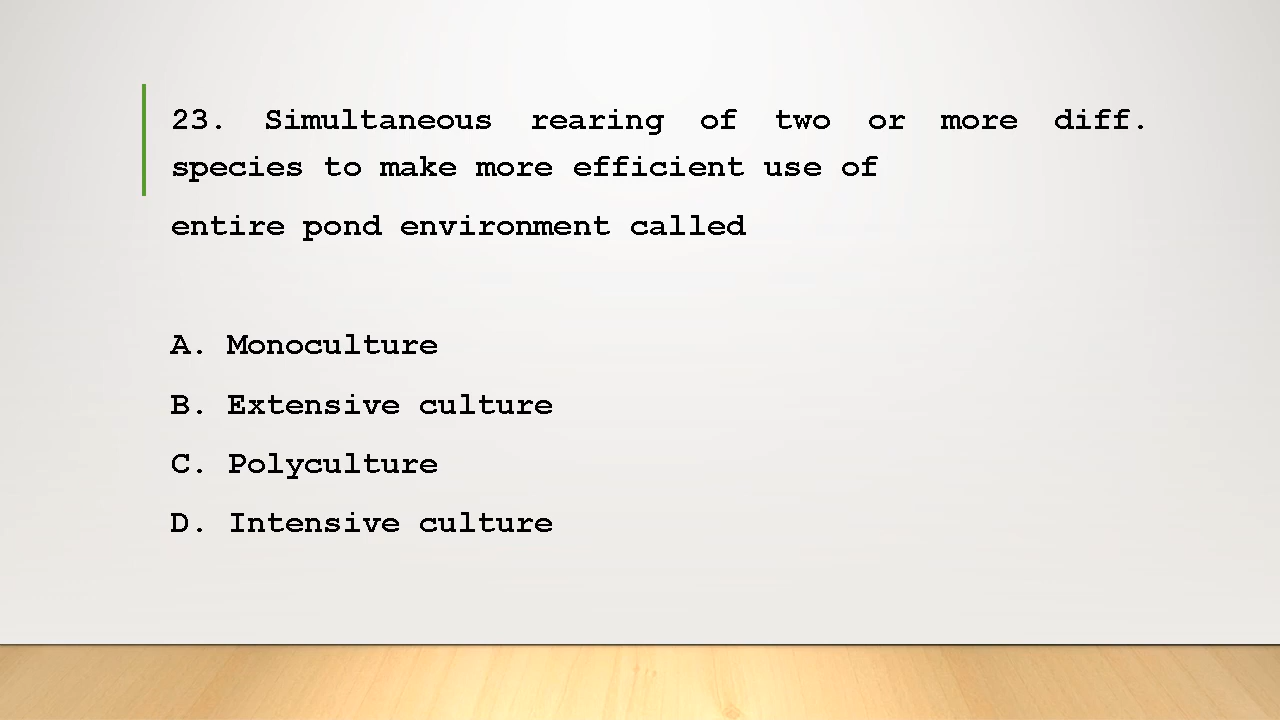 23. Simultaneous rearing of two or more diff.
species to make more efficient use of
entire pond environment called
A. Monoculture
B. Extensive culture
C. Polyculture
D. Intensive culture